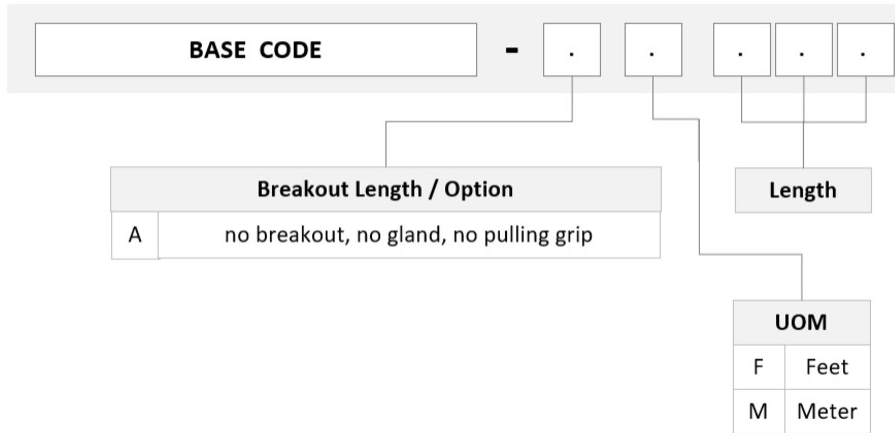 BASE CODE - . . . . .
Breakout Length / Option
A no breakout, no gland, no pulling grip
Length
UOM
F Feet
M Meter